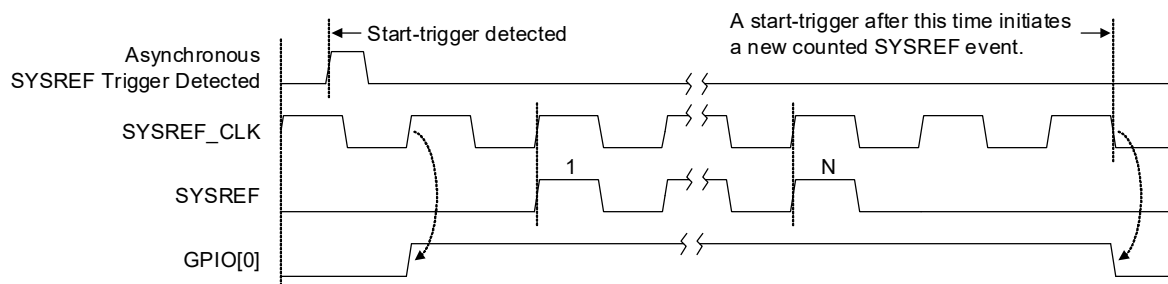 Start-trigger detected
A start-trigger after this time initiates
a new counted SYSREF event.
Asynchronous
SYSREF Trigger Detected
SYSREF_CLK
1
N
SYSREF
GPIO[0]